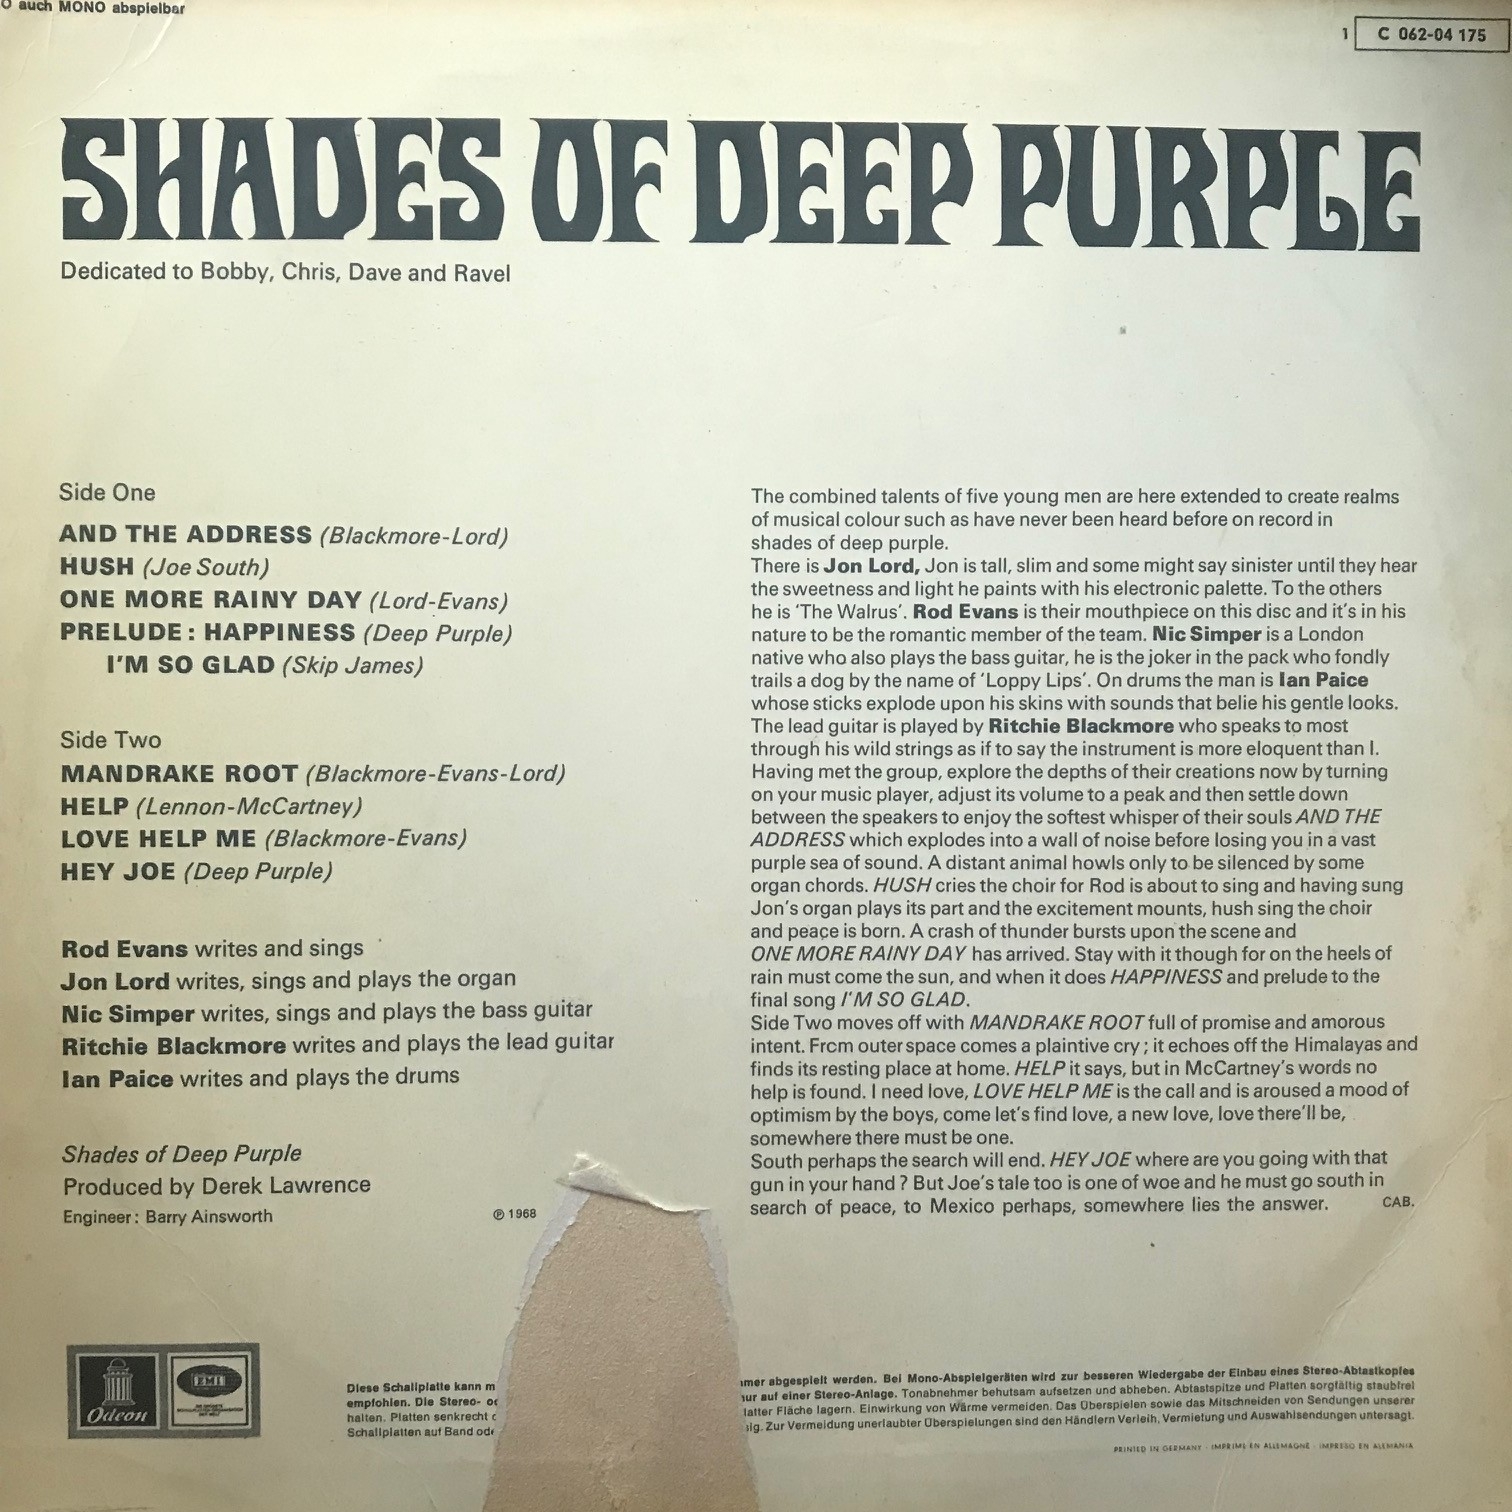 O auch MONO abspielbar
1 C 062-04 175
SHADES OF DEEP PURPLE
Dedicated to Bobby, Chris, Dave and Ravel
Side One
AND THE ADDRESS (Blackmore-Lord)
HUSH (Joe South)
ONE MORE RAINY DAY (Lord-Evans)
PRELUDE : HAPPINESS (Deep Purple)
I'M SO GLAD (Skip James)
Side Two
MANDRAKE ROOT (Blackmore-Evans-Lord)
HELP (Lennon-McCartney)
LOVE HELP ME (Blackmore-Evans)
HEY JOE (Deep Purple)
Rod Evans writes and sings
Jon Lord writes, sings and plays the organ
Nic Simper writes, sings and plays the bass guitar
Ritchie Blackmore writes and plays the lead guitar
Ian Paice writes and plays the drums
Shades of Deep Purple
Produced by Derek Lawrence
Engineer : Barry Ainsworth
℗ 1968
The combined talents of five young men are here extended to create realms
of musical colour such as have never been heard before on record in
shades of deep purple.
There is Jon Lord, Jon is tall, slim and some might say sinister until they hear
the sweetness and light he paints with his electronic palette. To the others
he is 'The Walrus'. Rod Evans is their mouthpiece on this disc and it's in his
nature to be the romantic member of the team. Nic Simper is a London
native who also plays the bass guitar, he is the joker in the pack who fondly
trails a dog by the name of 'Loppy Lips'. On drums the man is Ian Paice
whose sticks explode upon his skins with sounds that belie his gentle looks.
The lead guitar is played by Ritchie Blackmore who speaks to most
through his wild strings as if to say the instrument is more eloquent than I.
Having met the group, explore the depths of their creations now by turning
on your music player, adjust its volume to a peak and then settle down
between the speakers to enjoy the softest whisper of their souls AND THE
ADDRESS which explodes into a wall of noise before losing you in a vast
purple sea of sound. A distant animal howls only to be silenced by some
organ chords. HUSH cries the choir for Rod is about to sing and having sung
Jon's organ plays its part and the excitement mounts, hush sing the choir
and peace is born. A crash of thunder bursts upon the scene and
ONE MORE RAINY DAY has arrived. Stay with it though for on the heels of
rain must come the sun, and when it does HAPPINESS and prelude to the
final song I'M SO GLAD.
Side Two moves off with MANDRAKE ROOT full of promise and amorous
intent. Frcm outer space comes a plaintive cry ; it echoes off the Himalayas and
finds its resting place at home. HELP it says, but in McCartney's words no
help is found. I need love, LOVE HELP ME is the call and is aroused a mood of
optimism by the boys, come let's find love, a new love, love there'll be,
somewhere there must be one.
South perhaps the search will end. HEY JOE where are you going with that
gun in your hand ? But Joe's tale too is one of woe and he must go south in
search of peace, to Mexico perhaps, somewhere lies the answer. CAB.
Odeon
EMI
Diese Schallplatte kann m
empfohlen. Die Stereo- od
halten. Platten senkrecht
Schallplatten auf Band ode
mer abgespielt werden. Bei Mono-Abspielgeräten wird zur besseren Wiedergabe der Einbau eines Stereo-Abtastkopfes
ur auf einer Stereo-Anlage. Tonabnehmer behutsam aufsetzen und abheben. Abtastspitze und Platten sorgfältig staubfrei
latter Fläche lagern. Einwirkung von Wärme vermeiden. Das Überspielen sowie das Mitschneiden von Sendungen unserer
ig. Zur Vermeidung unerlaubter Überspielungen sind den Händlern Verleih, Vermietung und Auswahlsendungen untersagt.
PRINTED IN GERMANY · IMPRIMÉ EN ALLEMAGNE · IMPRESO EN ALEMANIA